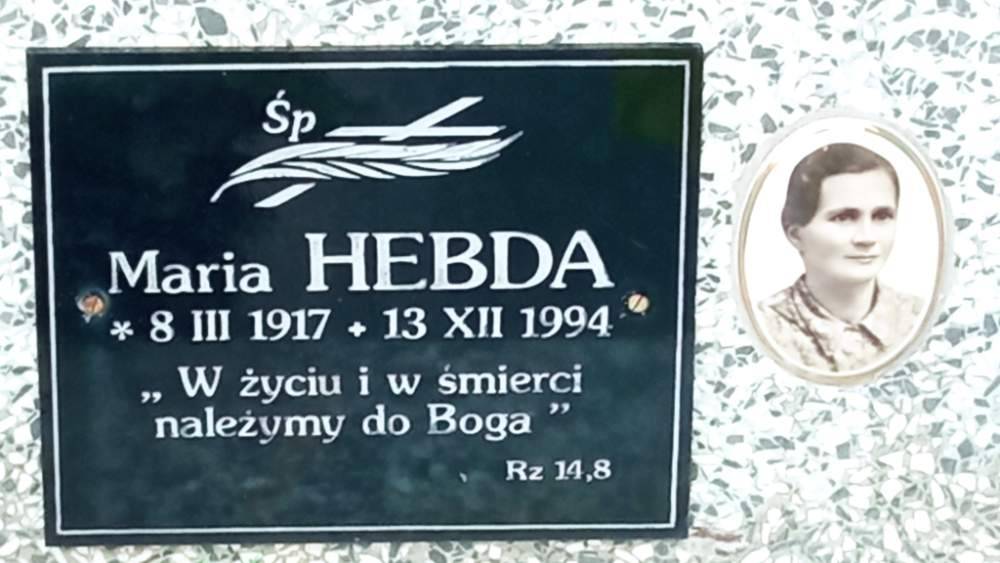 Śp
Maria HEBDA
* 8 III 1917 + 13 XII 1994
„ W życiu i w śmierci
należymy do Boga ”
Rz 14,8